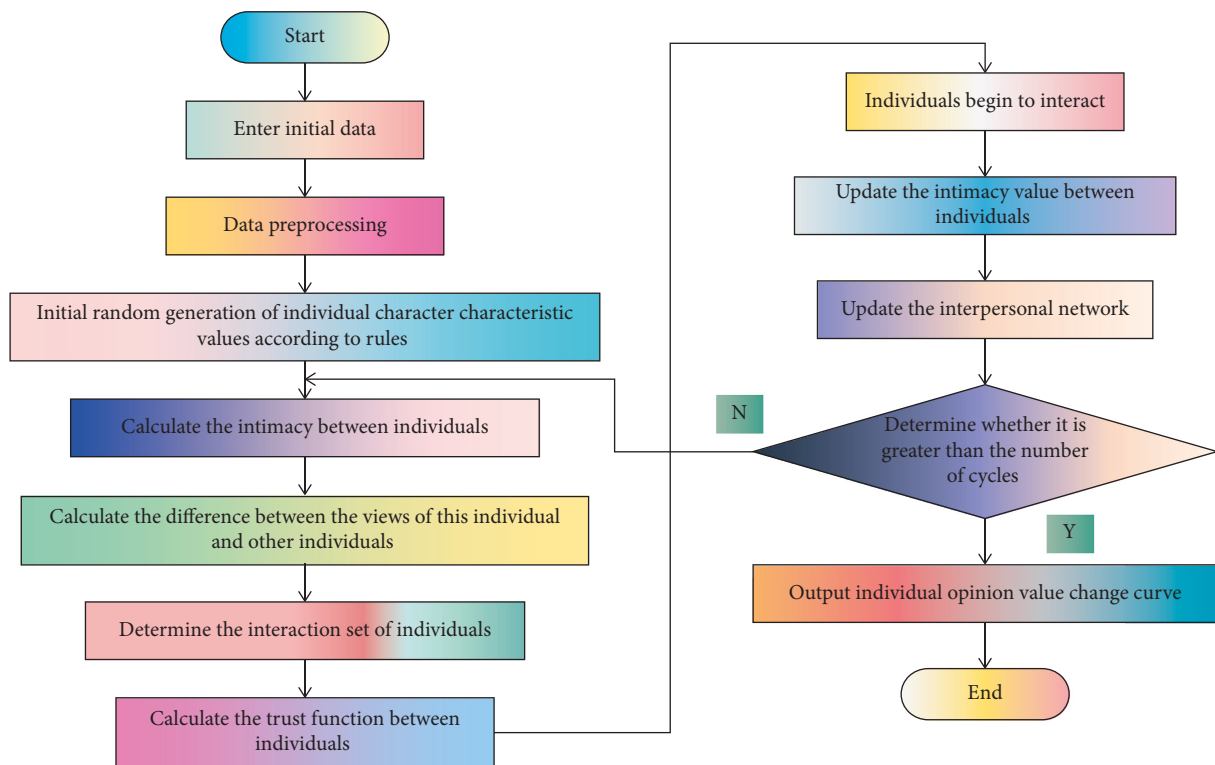 Start
Enter initial data
Data preprocessing
Initial random generation of individual character characteristic
values according to rules
Calculate the intimacy between individuals
Calculate the difference between the views of this individual
and other individuals
Determine the interaction set of individuals
Calculate the trust function between
individuals
Individuals begin to interact
Update the intimacy value between
individuals
Update the interpersonal network
N
Determine whether it is
greater than the number
of cycles
Y
Output individual opinion value change curve
End